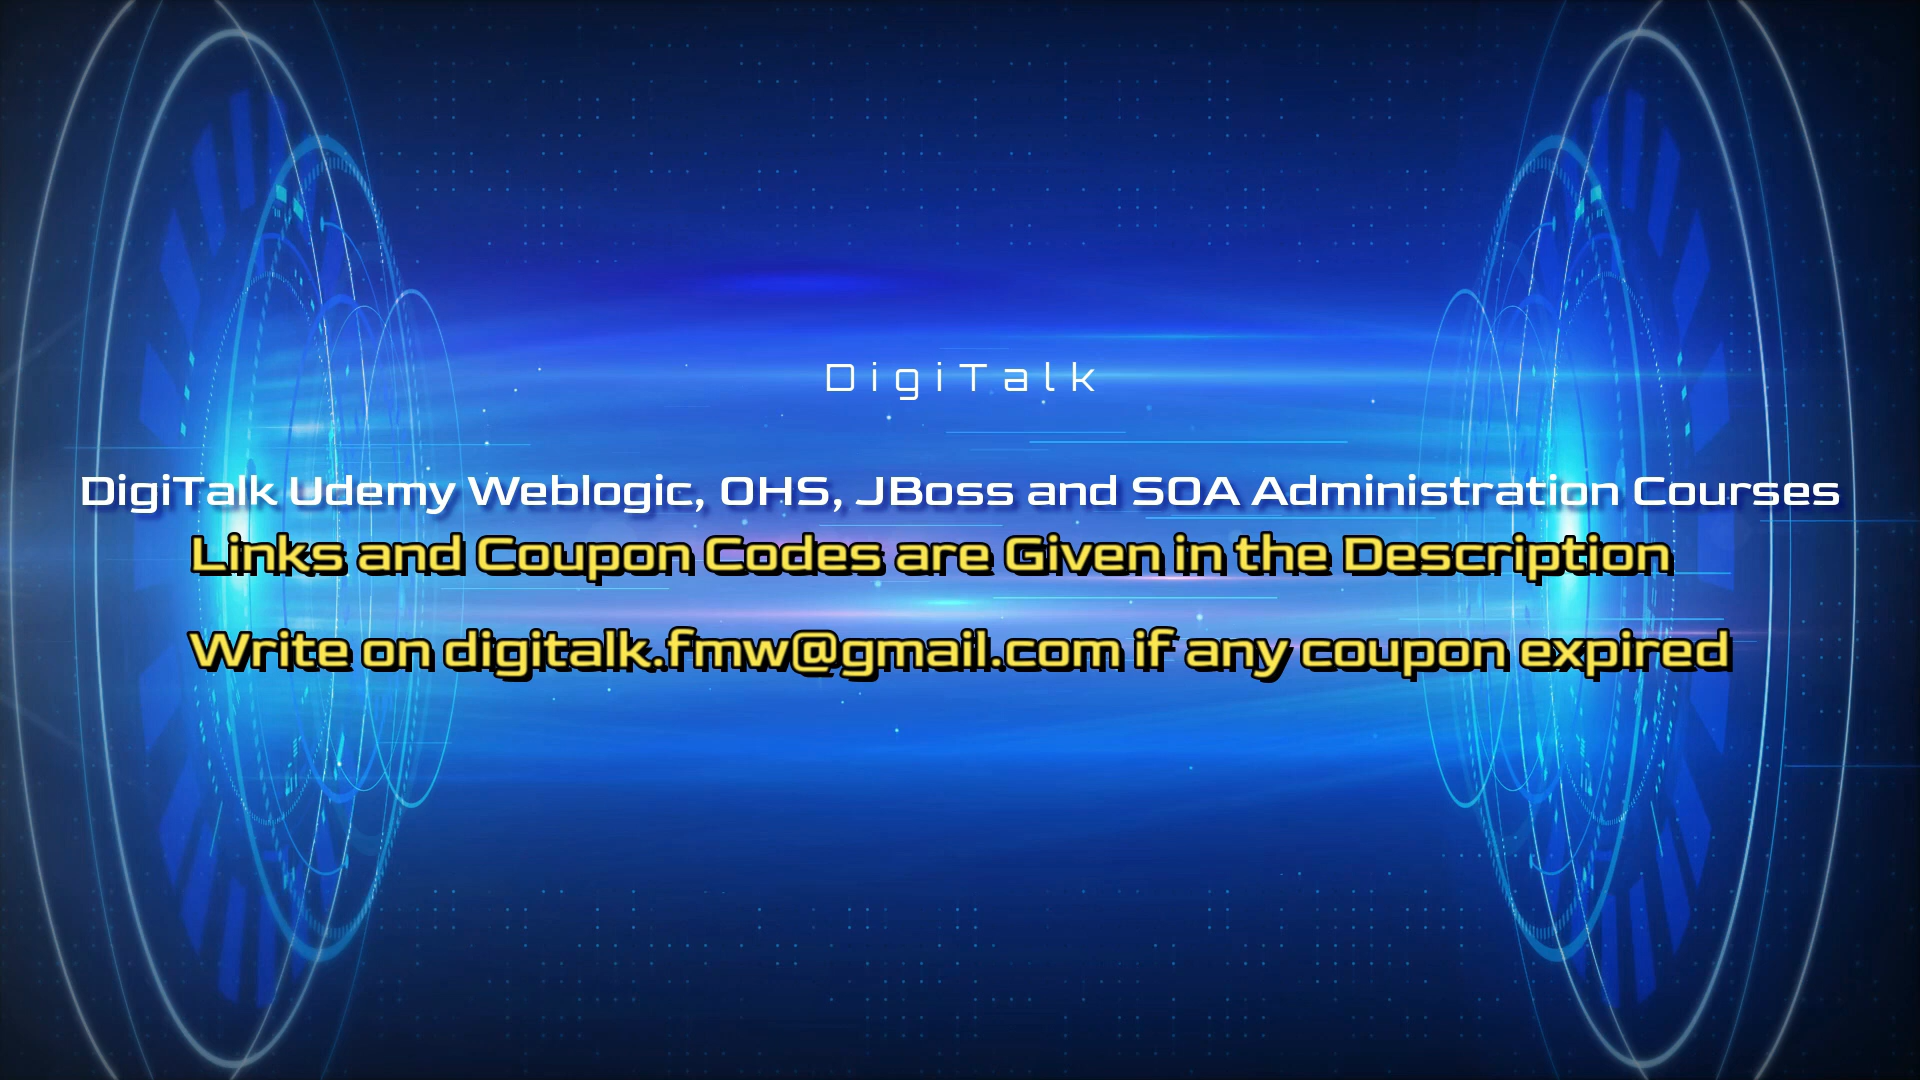 DigiTalk
DigiTalk Udemy Weblogic, OHS, JBoss and SOA Administration Courses
Links and Coupon Codes are Given in the Description
Write on digitalk.fmw@gmail.com if any coupon expired